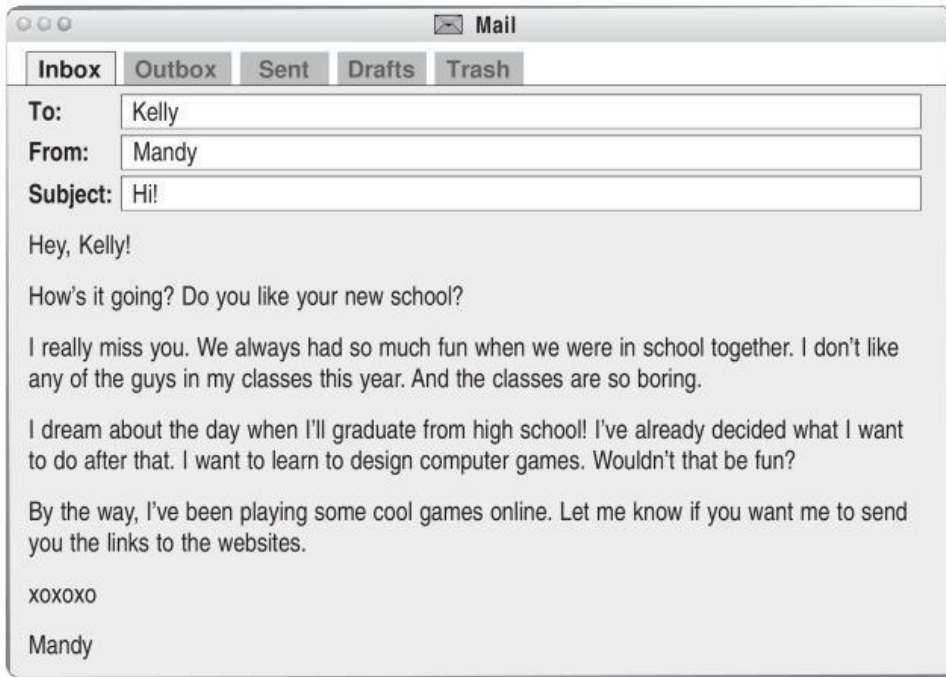 Mail
Inbox Outbox Sent Drafts Trash
To: Kelly
From: Mandy
Subject: Hi!
Hey, Kelly!
How's it going? Do you like your new school?
I really miss you. We always had so much fun when we were in school together. I don't like
any of the guys in my classes this year. And the classes are so boring.
I dream about the day when I'll graduate from high school! I've already decided what I want
to do after that. I want to learn to design computer games. Wouldn't that be fun?
By the way, I've been playing some cool games online. Let me know if you want me to send
you the links to the websites.
xoxoxo
Mandy